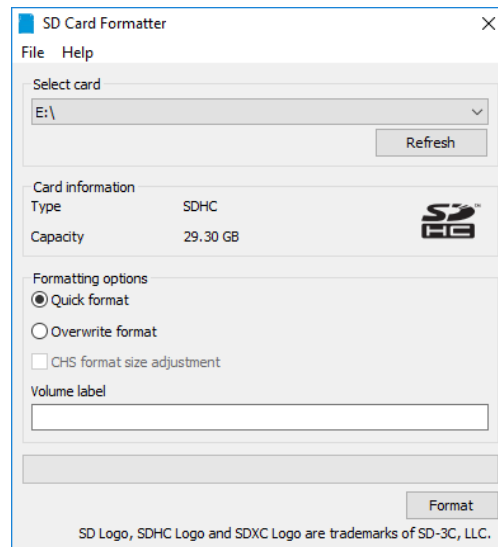 SD Card Formatter
File Help
Select card
E:\
Refresh
Card information
Type SDHC
SD™
HC
Capacity 29.30 GB
Formatting options
Quick format
Overwrite format
CHS format size adjustment
Volume label
Format
SD Logo, SDHC Logo and SDXC Logo are trademarks of SD-3C, LLC.